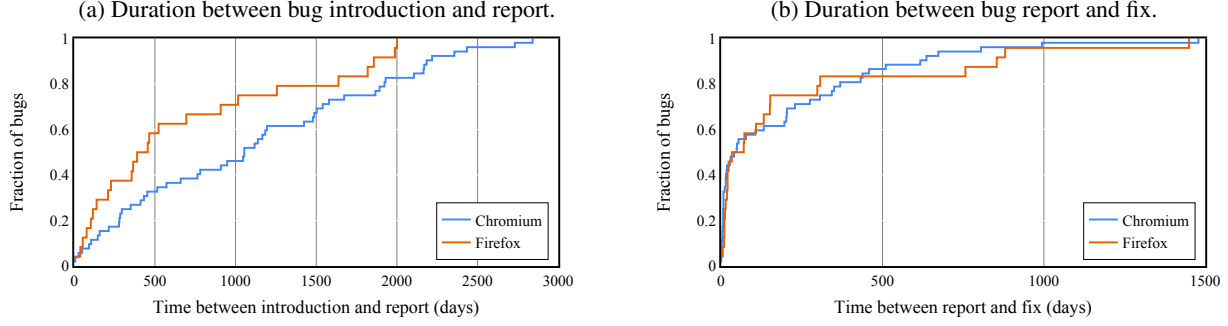 (a) Duration between bug introduction and report.
1
0.8
0.6
0.4
0.2
0
Fraction of bugs
0 500 1000 1500 2000 2500 3000
Time between introduction and report (days)
Chromium
Firefox
(b) Duration between bug report and fix.
1
0.8
0.6
0.4
0.2
0
Fraction of bugs
0 500 1000 1500
Time between report and fix (days)
Chromium
Firefox